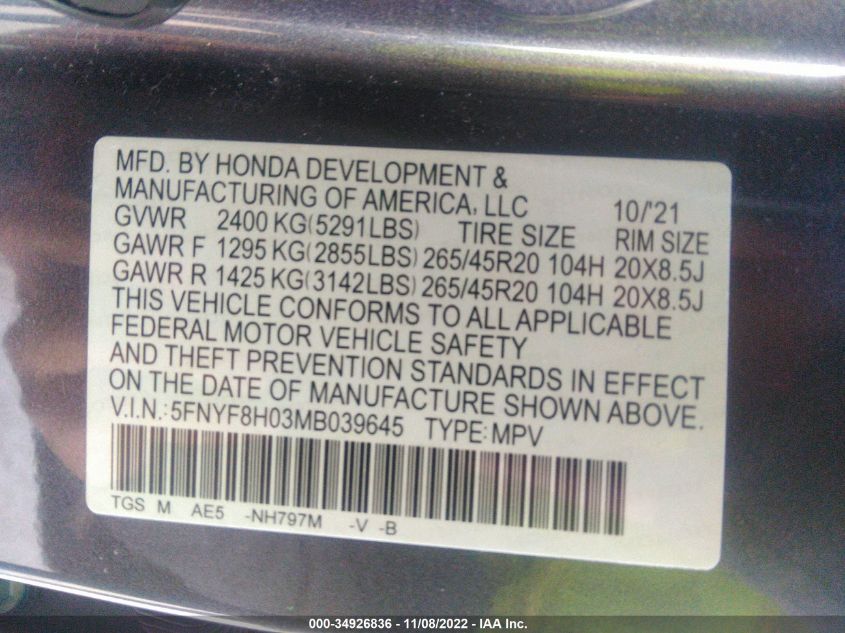 MFD. BY HONDA DEVELOPMENT &
MANUFACTURING OF AMERICA, LLC 10/'21
GVWR 2400 KG(5291LBS) TIRE SIZE RIM SIZE
GAWR F 1295 KG(2855LBS) 265/45R20 104H 20X8.5J
GAWR R 1425 KG(3142LBS) 265/45R20 104H 20X8.5J
THIS VEHICLE CONFORMS TO ALL APPLICABLE
FEDERAL MOTOR VEHICLE SAFETY
AND THEFT PREVENTION STANDARDS IN EFFECT
ON THE DATE OF MANUFACTURE SHOWN ABOVE.
V.I.N.:5FNYF8H03MB039645 TYPE:MPV
TGS M AE5 -NH797M -V -B
000-34926836 - 11/08/2022 - IAA Inc.